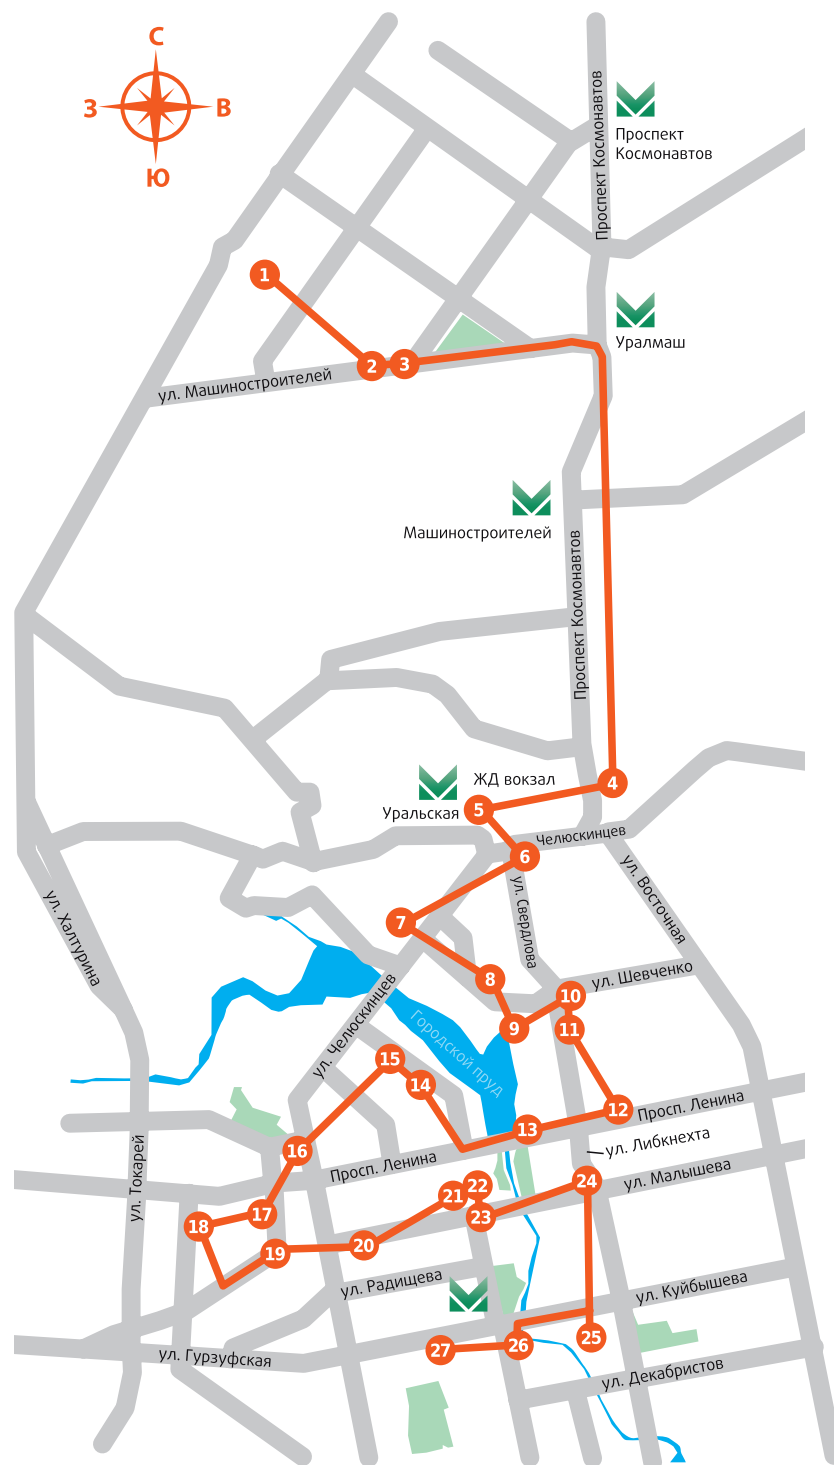 С
З
В
Ю
Проспект
Космонавтов
Проспект Космонавтов
1
Уралмаш
2
3
ул. Машиностроителей
Машиностроителей
Проспект Космонавтов
ЖД вокзал
4
Уральская
5
Челюскинцев
6
ул. Восточная
ул. Свердлова
ул. Халтурина
7
8
ул. Шевченко
10
9
11
ул. Челюскинцев
Городской пруд
15
14
12
Просп. Ленина
13
ул. Либкнехта
16
Просп. Ленина
ул. Токарей
ул. Малышева
24
22
21
17
23
18
20
19
ул. Радищева
ул. Куйбышева
25
26
27
ул. Гурзуфская
ул. Декабристов